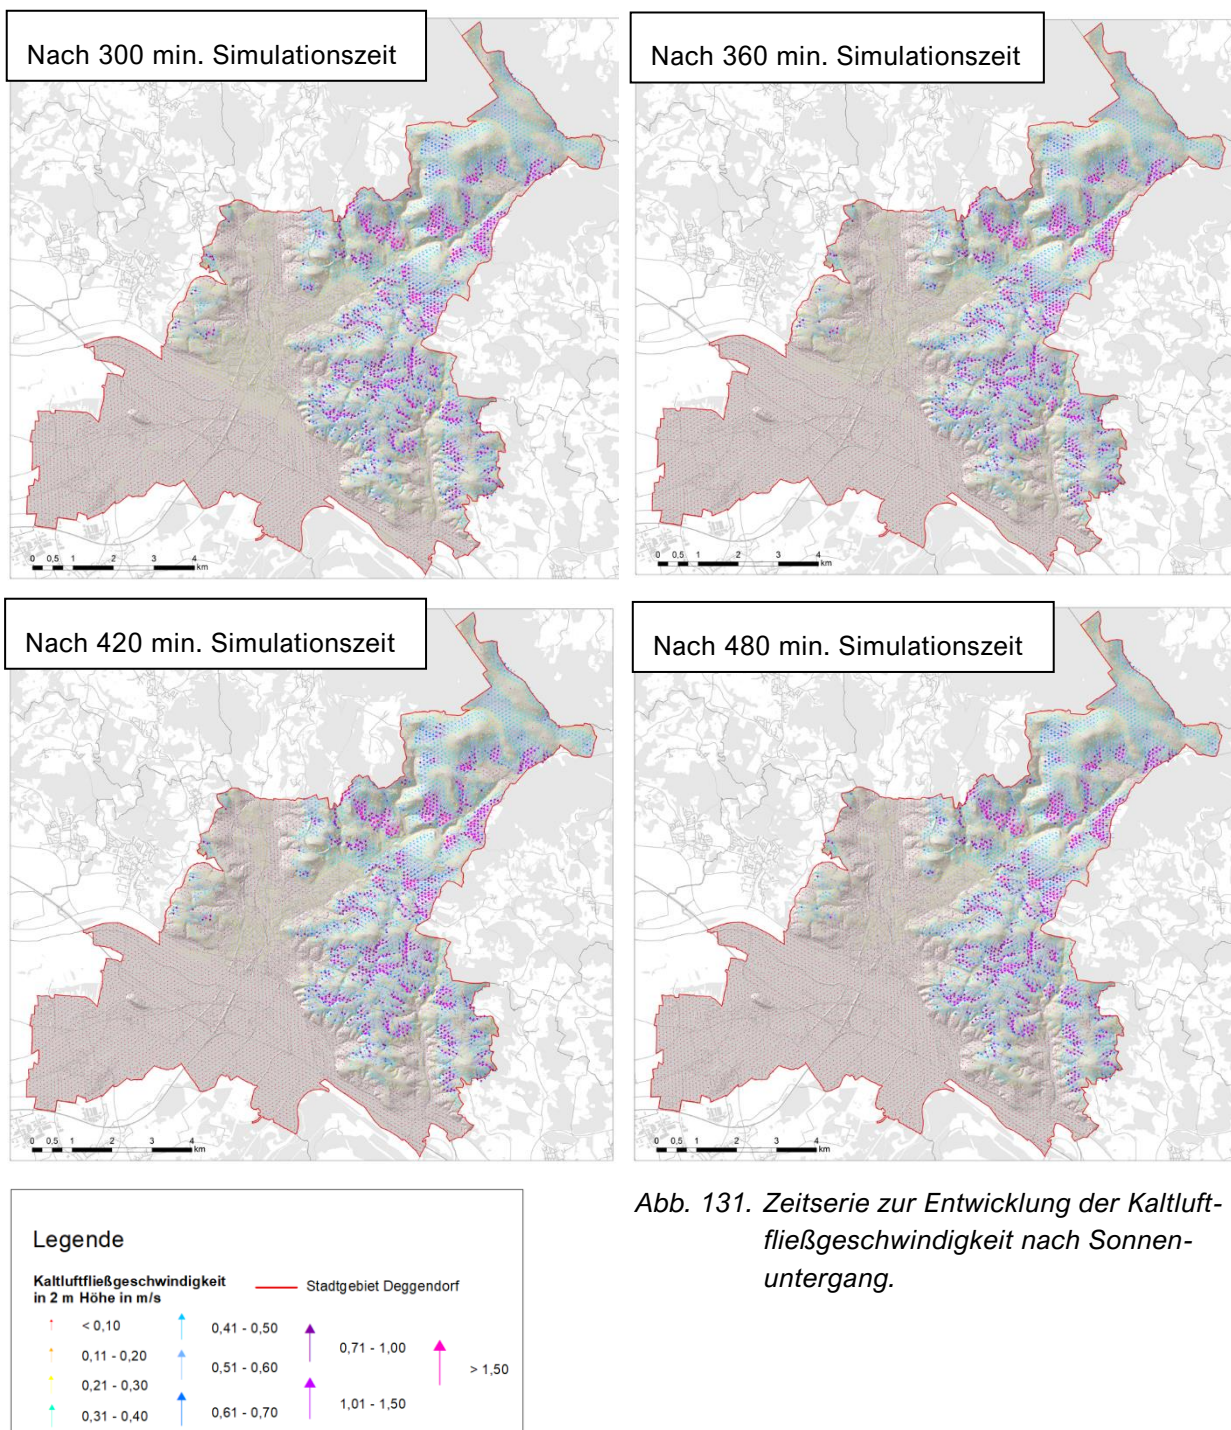 Nach 300 min. Simulationszeit
Nach 360 min. Simulationszeit
0 0,5 1 2 3 4
km
0 0,5 1 2 3 4
km
Nach 420 min. Simulationszeit
Nach 480 min. Simulationszeit
0 0,5 1 2 3 4
km
0 0,5 1 2 3 4
km
Abb. 131. Zeitserie zur Entwicklung der Kaltluft-
fließgeschwindigkeit nach Sonnen-
untergang.
Legende
Kaltluftfließgeschwindigkeit
in 2 m Höhe in m/s
Stadtgebiet Deggendorf
< 0,10
0,11 - 0,20
0,21 - 0,30
0,31 - 0,40
0,41 - 0,50
0,51 - 0,60
0,61 - 0,70
0,71 - 1,00
1,01 - 1,50
> 1,50